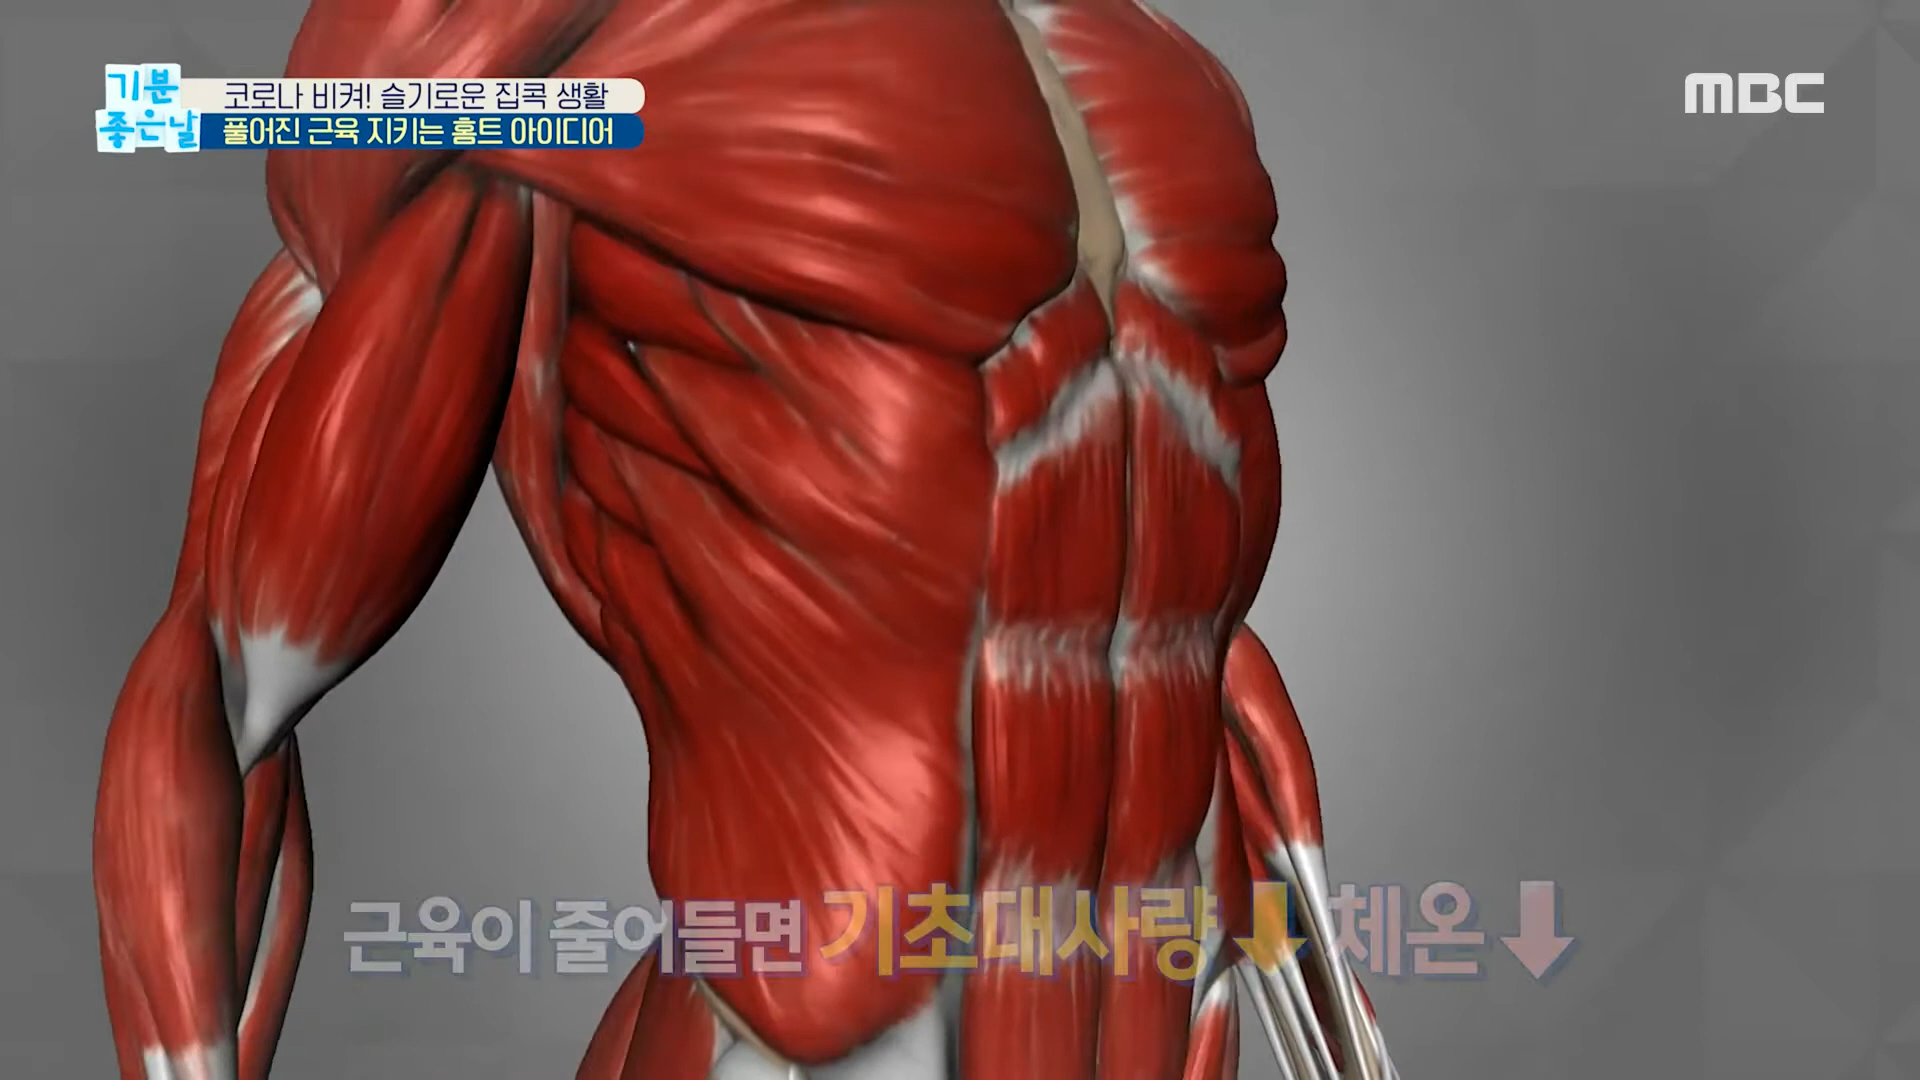 기분
좋은날
코로나 비켜! 슬기로운 집콕 생활
풀어진 근육 지키는 홈트 아이디어
MBC
근육이 줄어들면 기초대사량↓ 체온↓